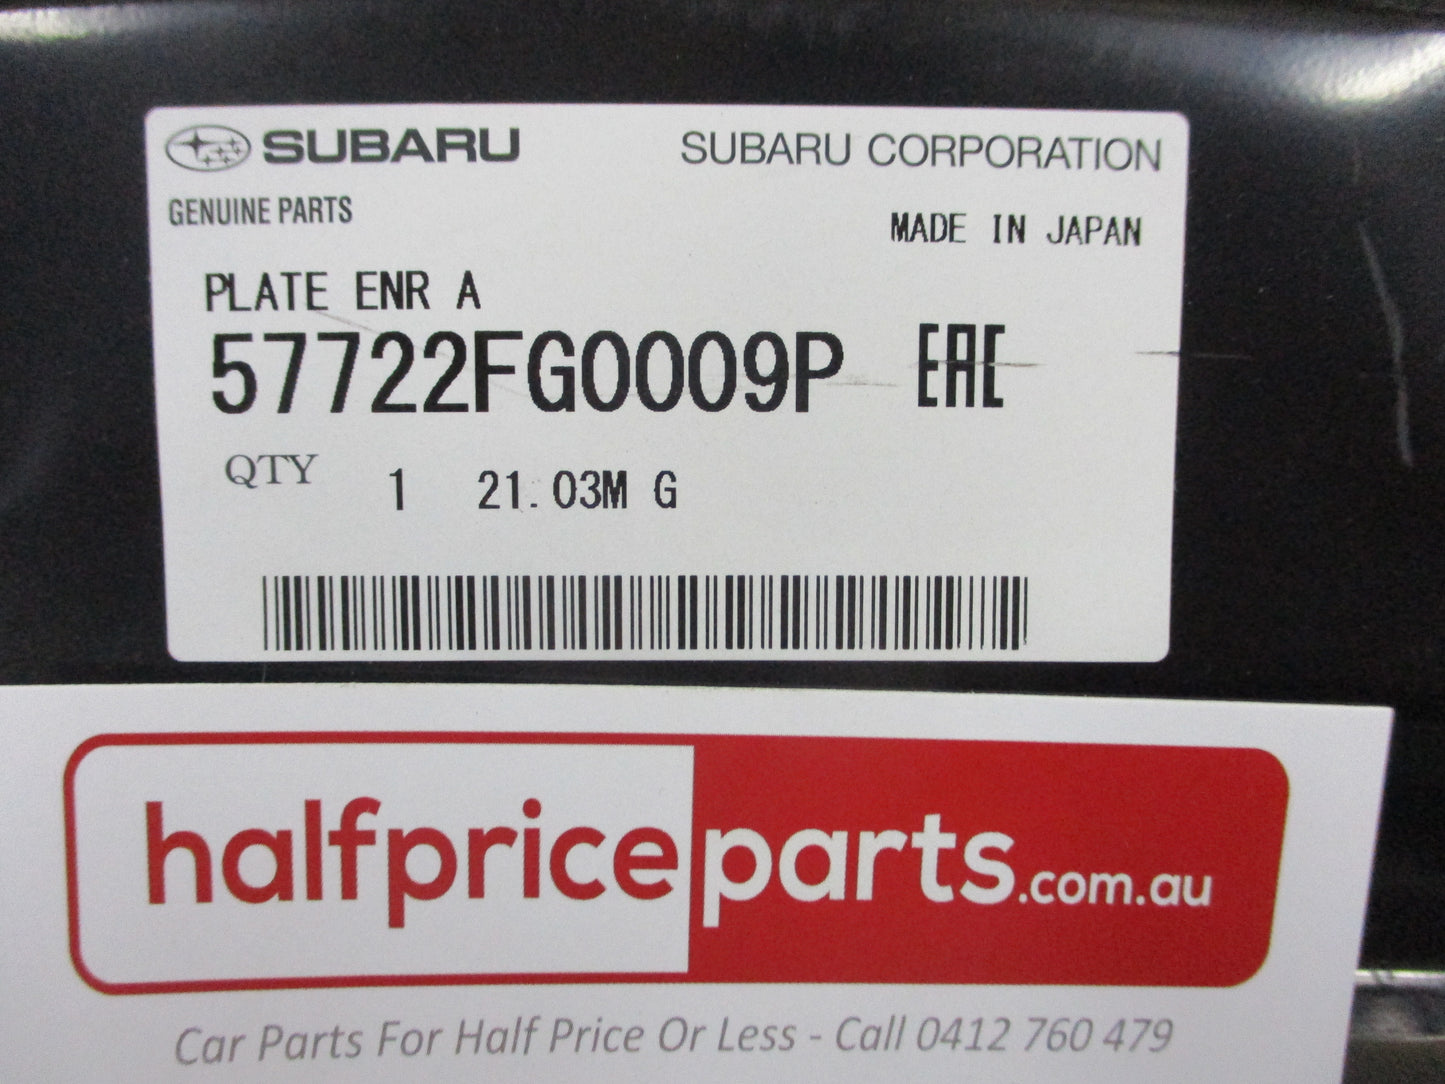 SUBARU SUBARU CORPORATION
GENUINE PARTS
MADE IN JAPAN
PLATE ENR A
57722FG0009P EAC
QTY 1 21.03M G
halfpriceparts.com.au
Car Parts For Half Price Or Less - Call 0412 760 479